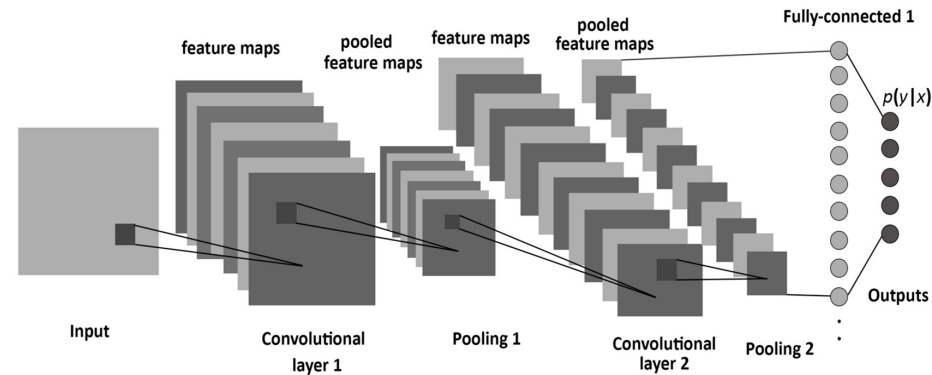 Fully-connected 1
feature maps
pooled
feature maps
feature maps
pooled
feature maps
p(y|x)
Input
Convolutional
layer 1
Pooling 1
Convolutional
layer 2
Pooling 2
Outputs